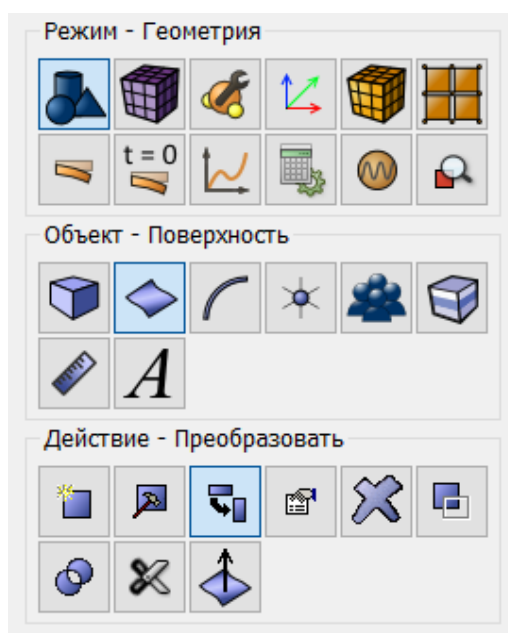 Режим - Геометрия
t = 0
Объект - Поверхность
A
Действие - Преобразовать